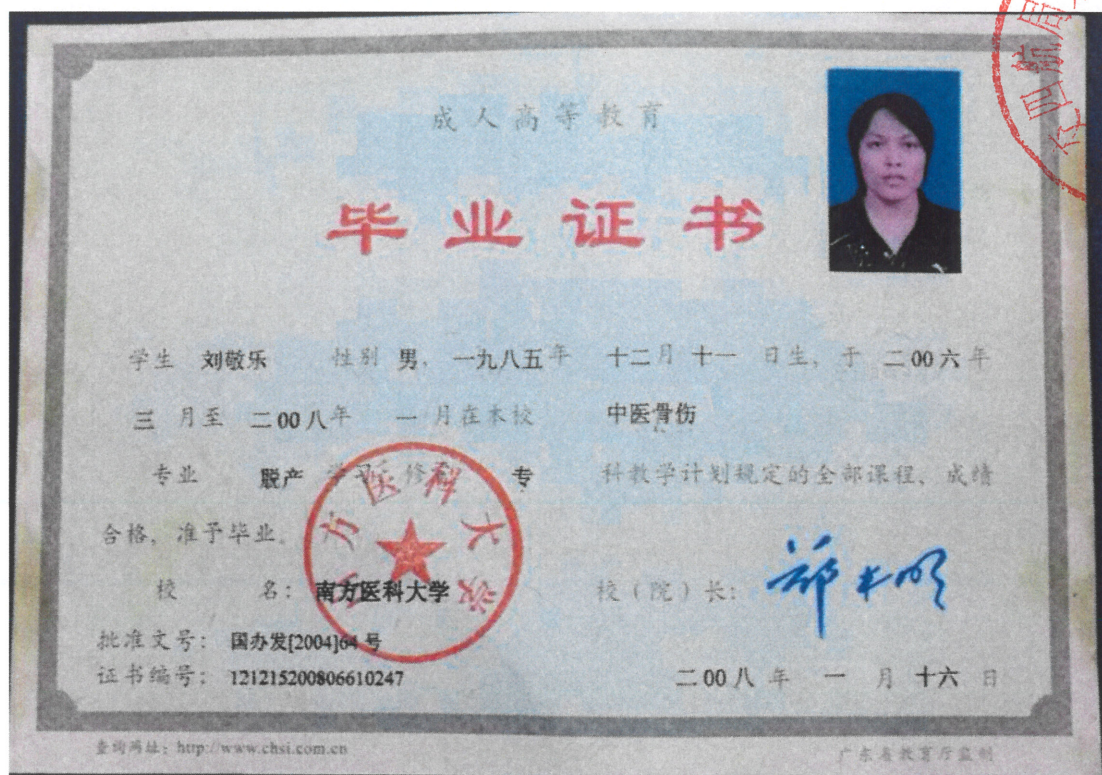 成人高等教育
毕业证书
学生 刘敬乐 性别 男, 一九八五年 十二月 十一 日生, 于 二00六年
三 月至 二00八年 一 月在本校 中医骨伤
专业 脱产 学习, 修完 专 科教学计划规定的全部课程、成绩
合格, 准予毕业。
校 名: 南方医科大学 校(院)长:
批准文号: 国办发[2004]64 号
证书编号: 121215200806610247 二00八 年 一 月 十六 日
查询网址: http://www.chsi.com.cn 广东省教育厅监制
南方医科大学